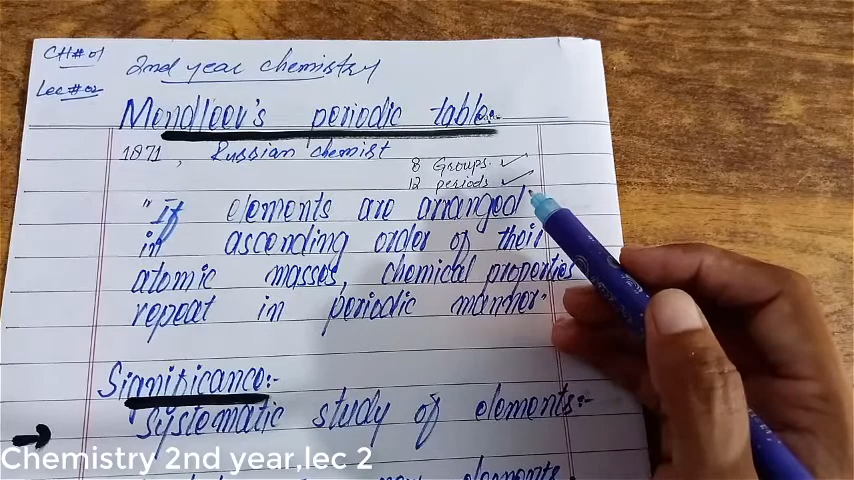 CH# 01
2nd year chemistry
Lec# 02
Mendleev's periodic table:-
1871, Russian chemist
8 Groups.
12 periods
"If elements are arranged
in ascending order of their
atomic masses, chemical properties
repeat in periodic manner."
Significance:-
Systematic study of elements:-
Chemistry 2nd year,lec 2
elements.